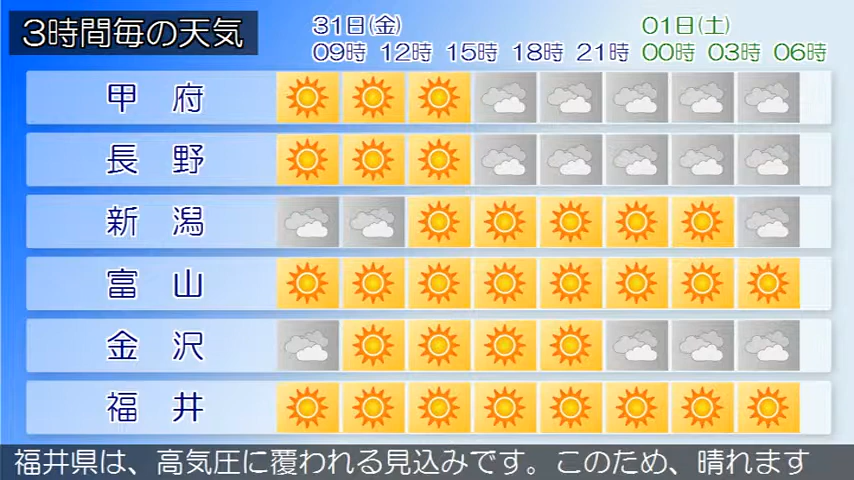 3時間毎の天気
31日(金) 01日(土)
09時 12時 15時 18時 21時 00時 03時 06時
甲 府
長 野
新 潟
富 山
金 沢
福 井
福井県は、高気圧に覆われる見込みです。このため、晴れます